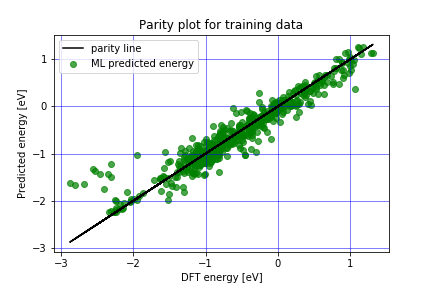 Parity plot for training data
parity line
ML predicted energy
Predicted energy [eV]
1
0
−1
−2
−3
−3 −2 −1 0 1
DFT energy [eV]